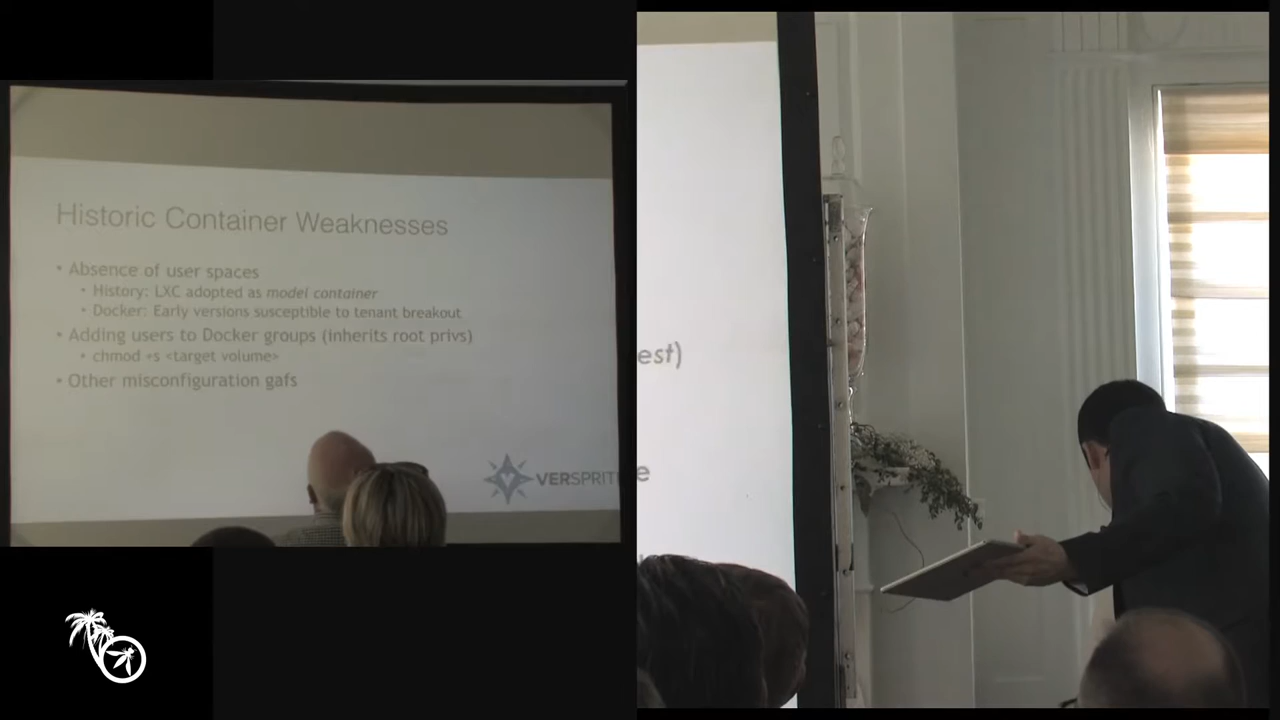 Historic Container Weaknesses
• Absence of user spaces
• History: LXC adopted as model container
• Docker: Early versions susceptible to tenant breakout
• Adding users to Docker groups (inherits root privs)
• chmod +s <target volume>
• Other misconfiguration gafs
VERSPRIT
est)
e